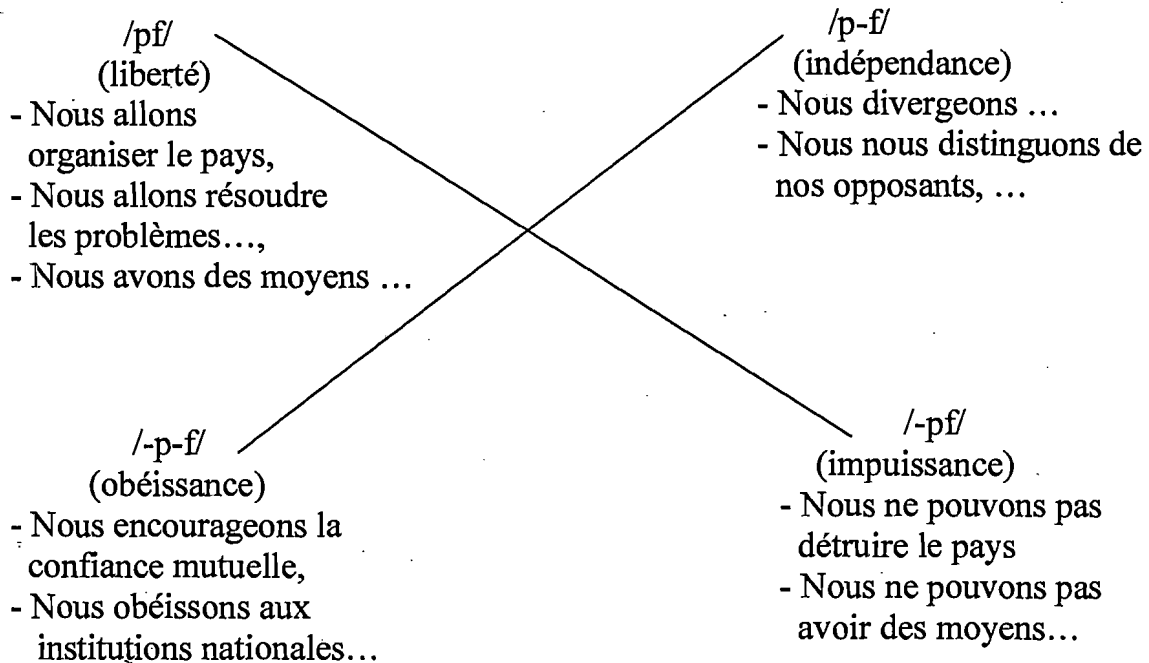 /pf/
(liberté)
- Nous allons
organiser le pays,
- Nous allons résoudre
les problèmes...,
- Nous avons des moyens ...
/p-f/
(indépendance)
- Nous divergeons ...
- Nous nous distinguons de
nos opposants, ...
/-p-f/
(obéissance)
- Nous encourageons la
confiance mutuelle,
- Nous obéissons aux
institutions nationales...
/-pf/
(impuissance)
- Nous ne pouvons pas
détruire le pays
- Nous ne pouvons pas
avoir des moyens...